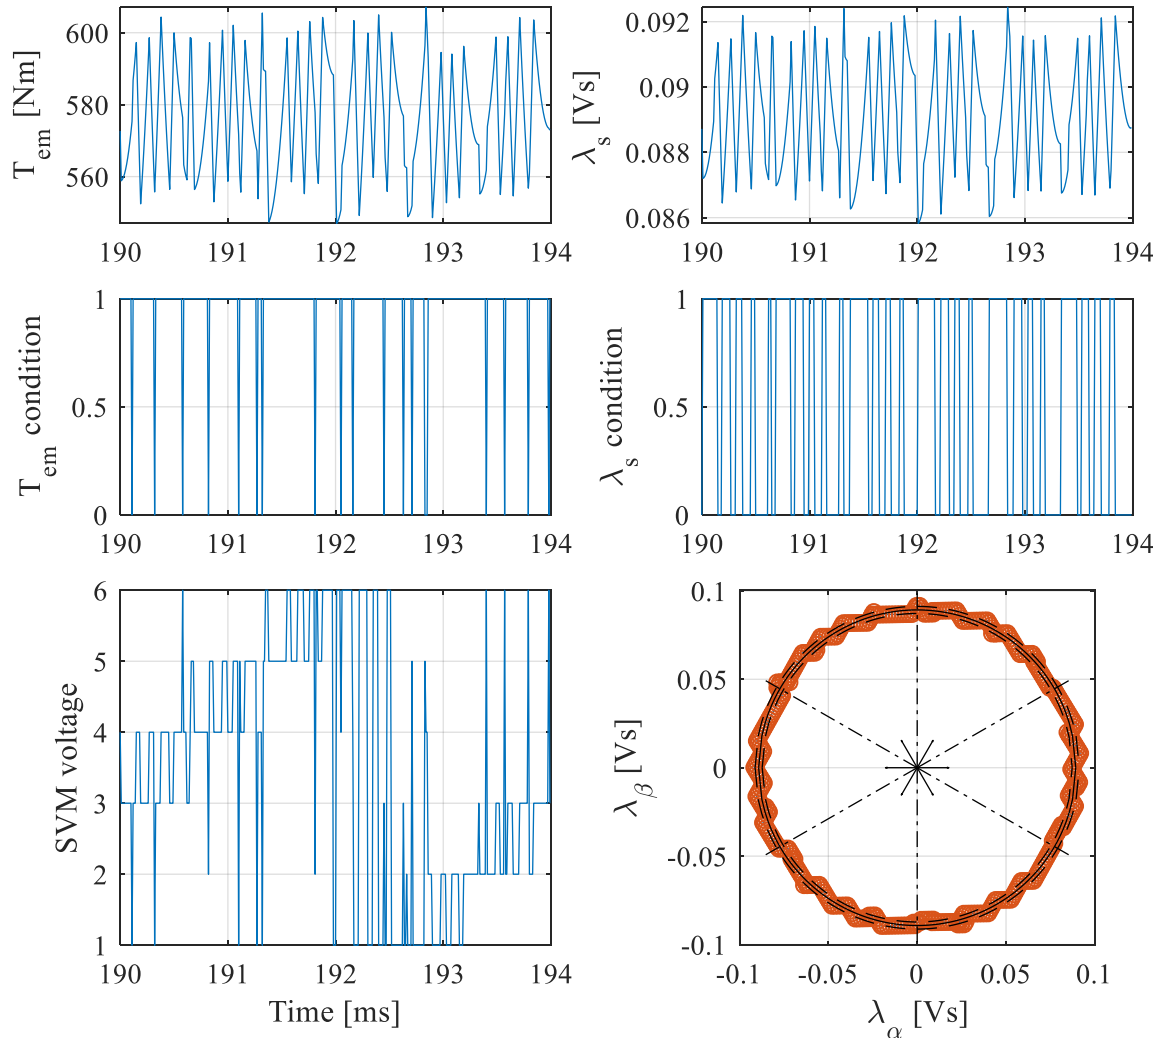 T_em [Nm]
600
580
560
190 191 192 193 194
λ_s [Vs]
0.092
0.09
0.088
0.086
190 191 192 193 194
T_em condition
1
0.5
0
190 191 192 193 194
λ_s condition
1
0.5
0
190 191 192 193 194
SVM voltage
6
5
4
3
2
1
190 191 192 193 194
Time [ms]
λ_β [Vs]
0.1
0.05
0
-0.05
-0.1
-0.1 -0.05 0 0.05 0.1
λ_α [Vs]